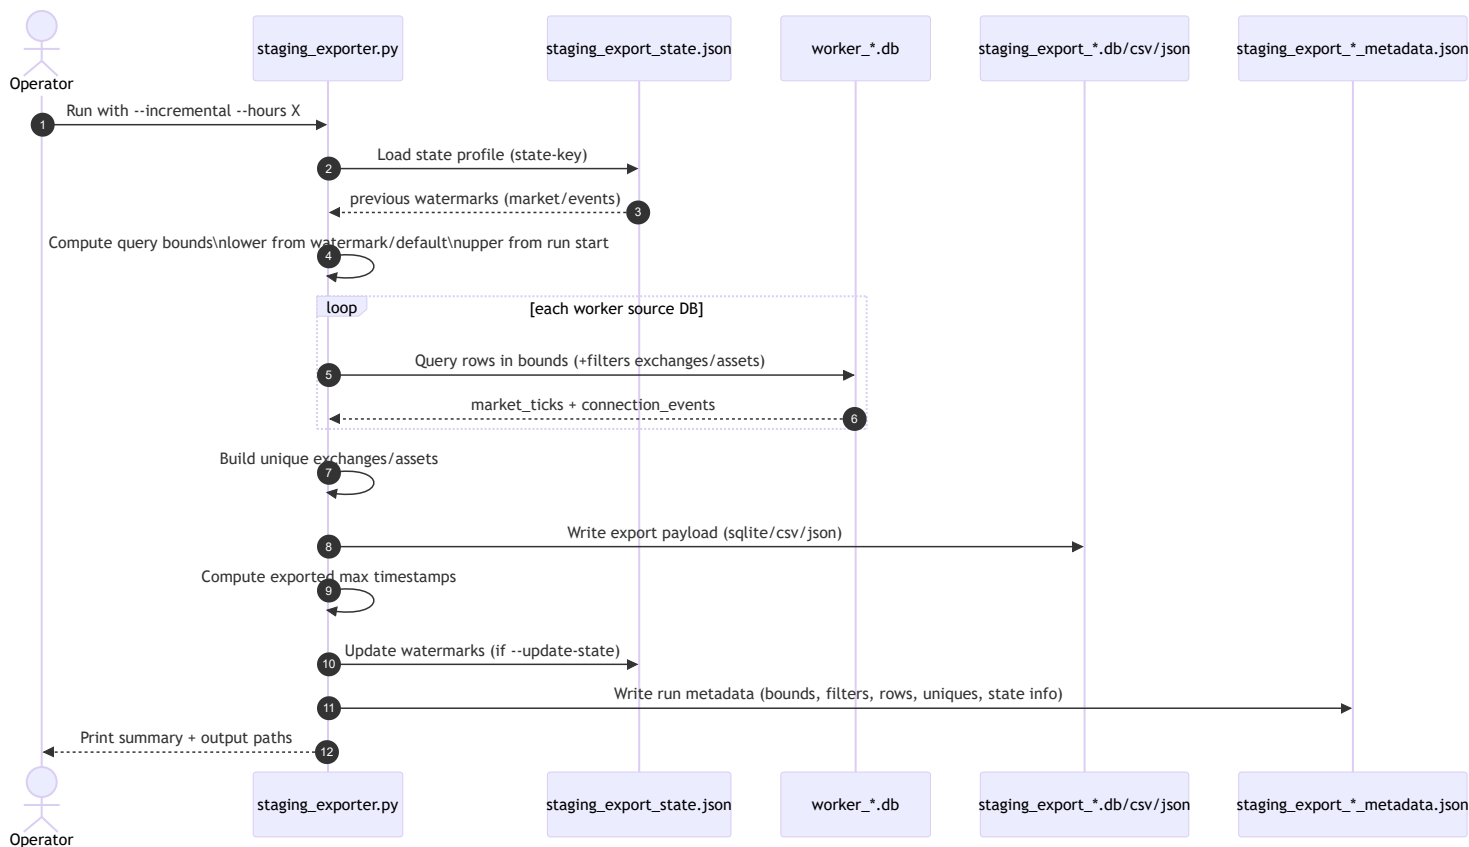 Operator
staging_exporter.py
staging_export_state.json
worker_*.db
staging_export_*.db/csv/json
staging_export_*_metadata.json
1
Run with --incremental --hours X
2
Load state profile (state-key)
previous watermarks (market/events)
3
Compute query bounds\nlower from watermark/default\nupper from run start
4
loop
[each worker source DB]
Query rows in bounds (+filters exchanges/assets)
5
market_ticks + connection_events
6
Build unique exchanges/assets
7
Write export payload (sqlite/csv/json)
8
Compute exported max timestamps
9
Update watermarks (if --update-state)
10
Write run metadata (bounds, filters, rows, uniques, state info)
11
Print summary + output paths
12
staging_exporter.py
staging_export_state.json
worker_*.db
staging_export_*.db/csv/json
staging_export_*_metadata.json
Operator